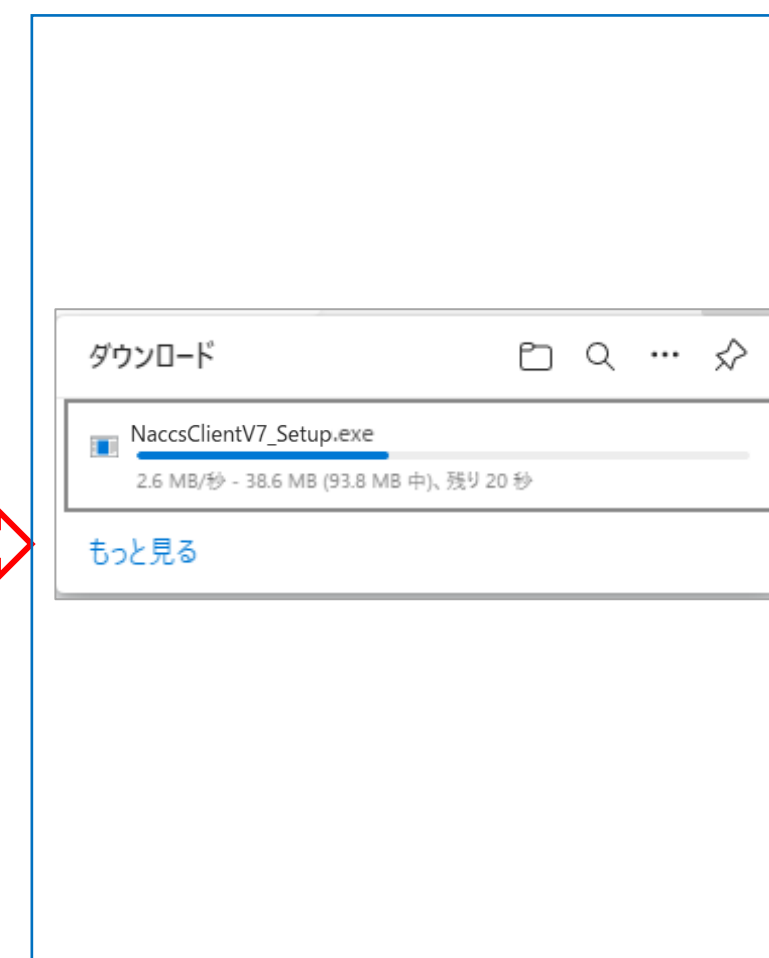 ダウンロード
NaccsClientV7_Setup.exe
2.6 MB/秒 - 38.6 MB (93.8 MB 中)、残り 20 秒
もっと見る